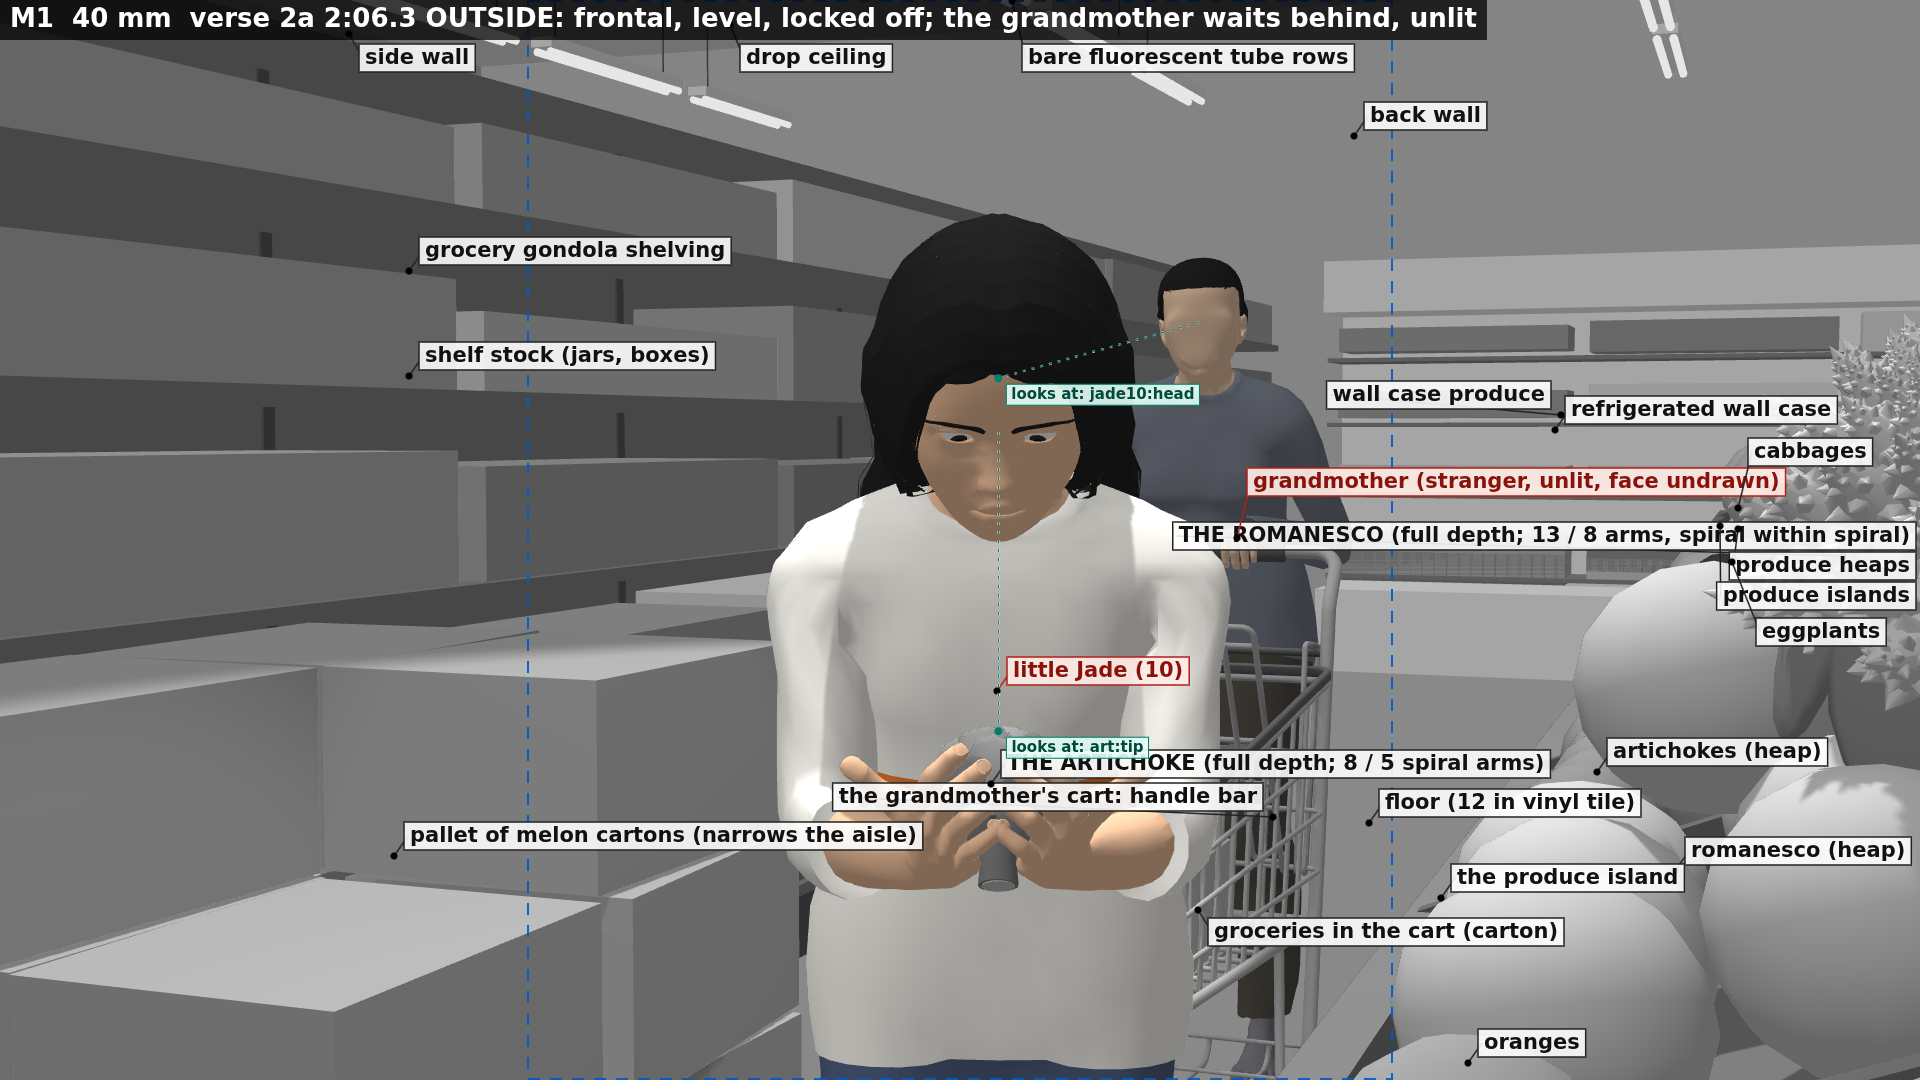 M1 40 mm verse 2a 2:06.3 OUTSIDE: frontal, level, locked off; the grandmother waits behind, unlit
side wall
drop ceiling
bare fluorescent tube rows
back wall
grocery gondola shelving
shelf stock (jars, boxes)
looks at: jade10:head
wall case produce
refrigerated wall case
cabbages
grandmother (stranger, unlit, face undrawn)
THE ROMANESCO (full depth; 13 / 8 arms, spiral within spiral)
produce heaps
produce islands
eggplants
little Jade (10)
looks at: art:tip
THE ARTICHOKE (full depth; 8 / 5 spiral arms)
artichokes (heap)
the grandmother's cart: handle bar
floor (12 in vinyl tile)
pallet of melon cartons (narrows the aisle)
romanesco (heap)
the produce island
groceries in the cart (carton)
oranges